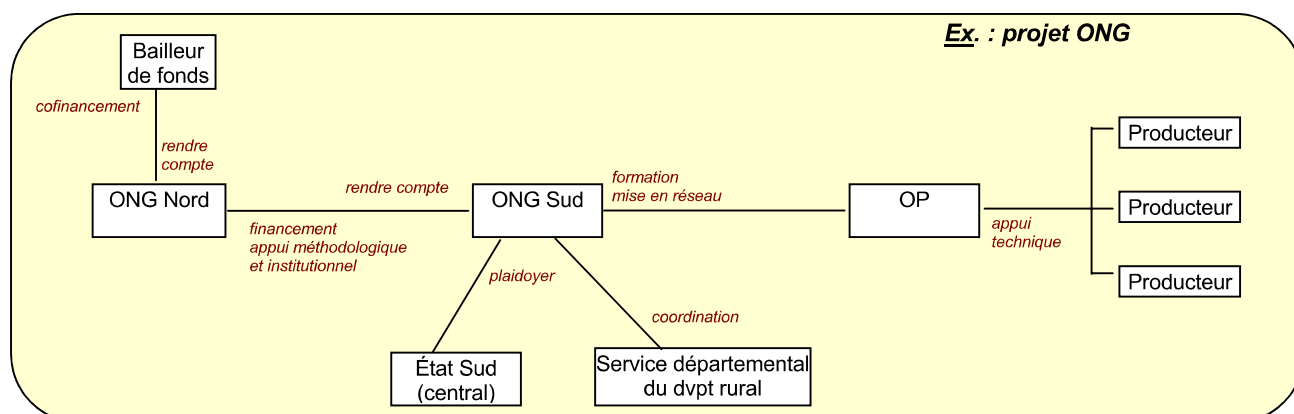 Ex. : projet ONG
Bailleur
de fonds
cofinancement
rendre
compte
ONG Nord
rendre compte
financement
appui méthodologique
et institutionnel
ONG Sud
formation
mise en réseau
plaidoyer
coordination
État Sud
(central)
Service départemental
du dvpt rural
OP
appui
technique
Producteur
Producteur
Producteur